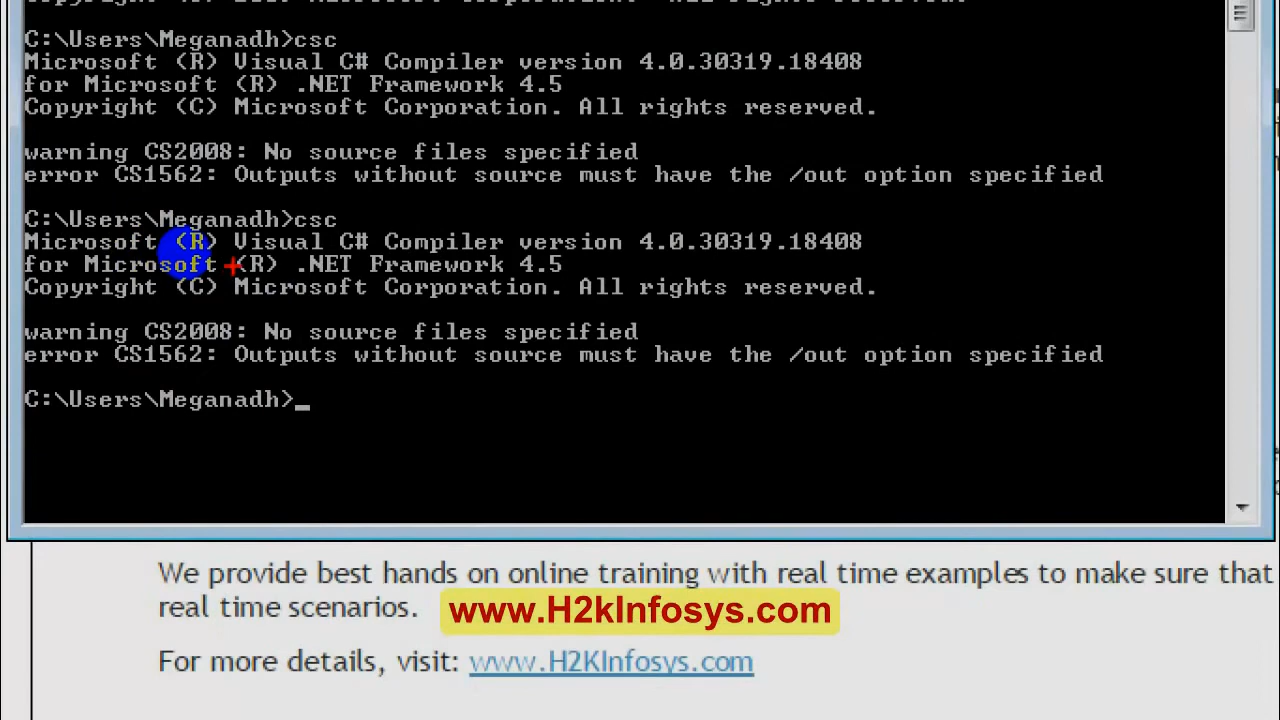 C:\Users\Meganadh>csc
Microsoft (R) Visual C# Compiler version 4.0.30319.18408
for Microsoft (R) .NET Framework 4.5
Copyright (C) Microsoft Corporation. All rights reserved.
warning CS2008: No source files specified
error CS1562: Outputs without source must have the /out option specified
C:\Users\Meganadh>csc
Microsoft (R) Visual C# Compiler version 4.0.30319.18408
for Microsoft (R) .NET Framework 4.5
Copyright (C) Microsoft Corporation. All rights reserved.
warning CS2008: No source files specified
error CS1562: Outputs without source must have the /out option specified
C:\Users\Meganadh>_
We provide best hands on online training with real time examples to make sure that
real time scenarios. www.H2kInfosys.com
For more details, visit: www.H2KInfosys.com